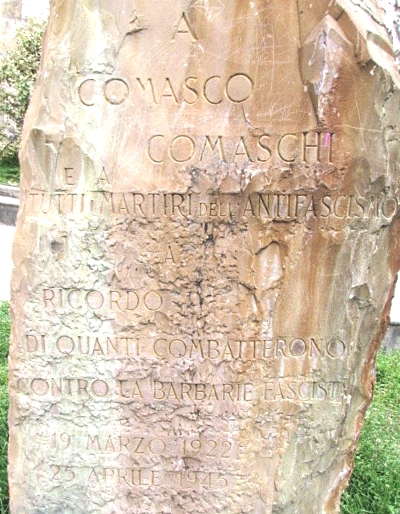 A
COMASCO
COMASCHI
E A
TUTTI I MARTIRI DELL'ANTIFASCISMO
A
RICORDO
DI QUANTI COMBATTERONO
CONTRO LA BARBARIE FASCISTA
19 MARZO 1922
25 APRILE 1945